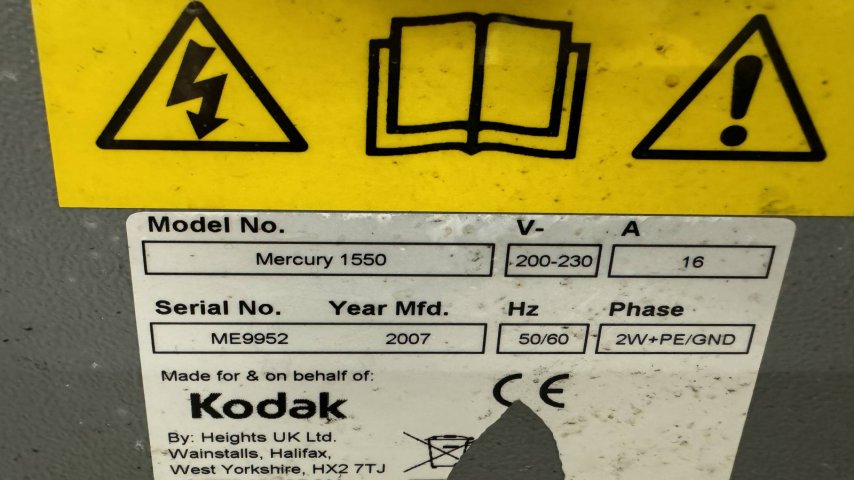 Model No. V- A
Mercury 1550 200-230 16
Serial No. Year Mfd. Hz Phase
ME9952 2007 50/60 2W+PE/GND
Made for & on behalf of:
Kodak CE
By: Heights UK Ltd.
Wainstalls, Halifax,
West Yorkshire, HX2 7TJ